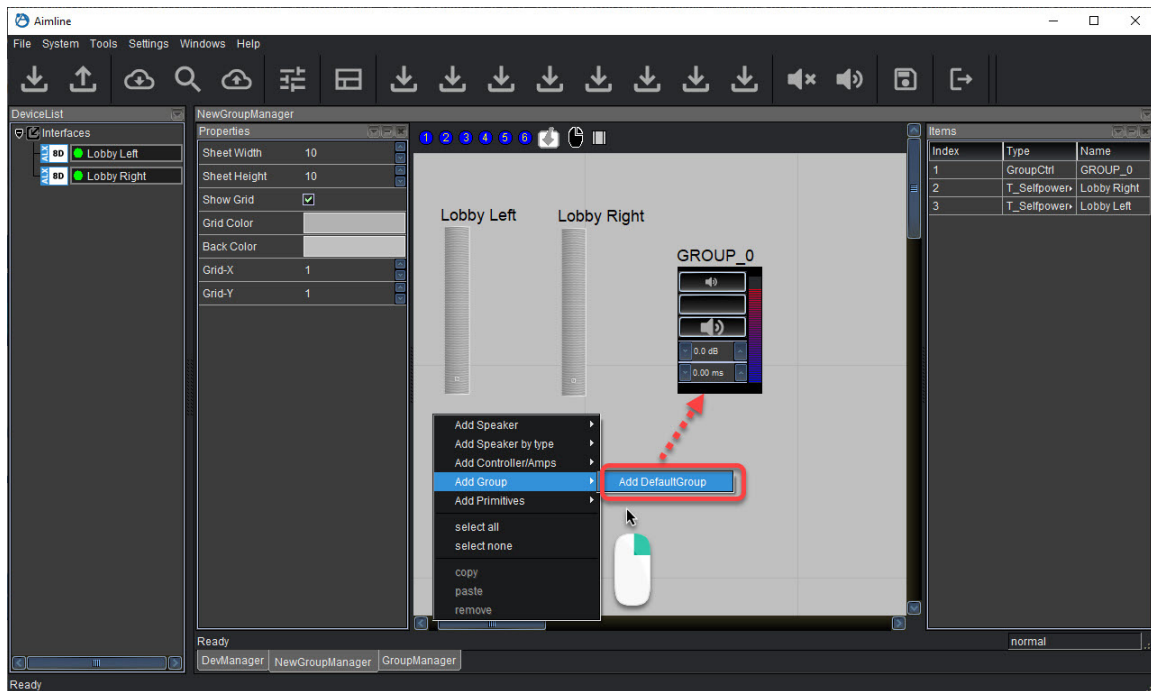 Aimline
File System Tools Settings Windows Help
DeviceList
NewGroupManager
Interfaces
ALX 8D Lobby Left
ALX 8D Lobby Right
Properties
Sheet Width 10
Sheet Height 10
Show Grid
Grid Color
Back Color
Grid-X 1
Grid-Y 1
1 2 3 4 5 6
Lobby Left
Lobby Right
GROUP_0
0.0 dB
0.00 ms
Add Speaker
Add Speaker by type
Add Controller/Amps
Add Group
Add DefaultGroup
Add Primitives
select all
select none
copy
paste
remove
Items
Index Type Name
1 GroupCtrl GROUP_0
2 T_Selfpower Lobby Right
3 T_Selfpower Lobby Left
Ready
normal
DevManager NewGroupManager GroupManager
Ready